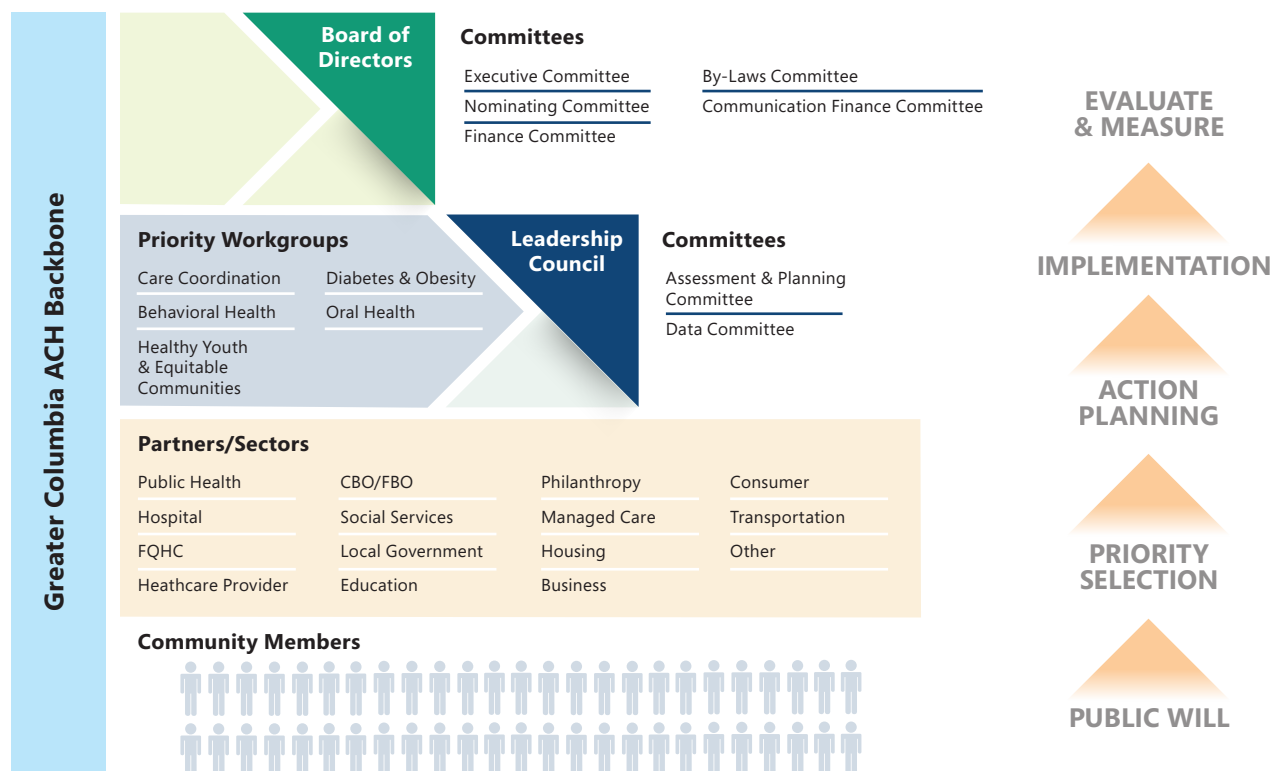 Greater Columbia ACH Backbone
Board of
Directors
Committees
Executive Committee
Nominating Committee
Finance Committee
By-Laws Committee
Communication Finance Committee
Priority Workgroups
Care Coordination
Behavioral Health
Healthy Youth
& Equitable
Communities
Diabetes & Obesity
Oral Health
Leadership
Council
Committees
Assessment & Planning
Committee
Data Committee
Partners/Sectors
Public Health
Hospital
FQHC
Heathcare Provider
CBO/FBO
Social Services
Local Government
Education
Philanthropy
Managed Care
Housing
Business
Consumer
Transportation
Other
Community Members
EVALUATE
& MEASURE
IMPLEMENTATION
ACTION
PLANNING
PRIORITY
SELECTION
PUBLIC WILL